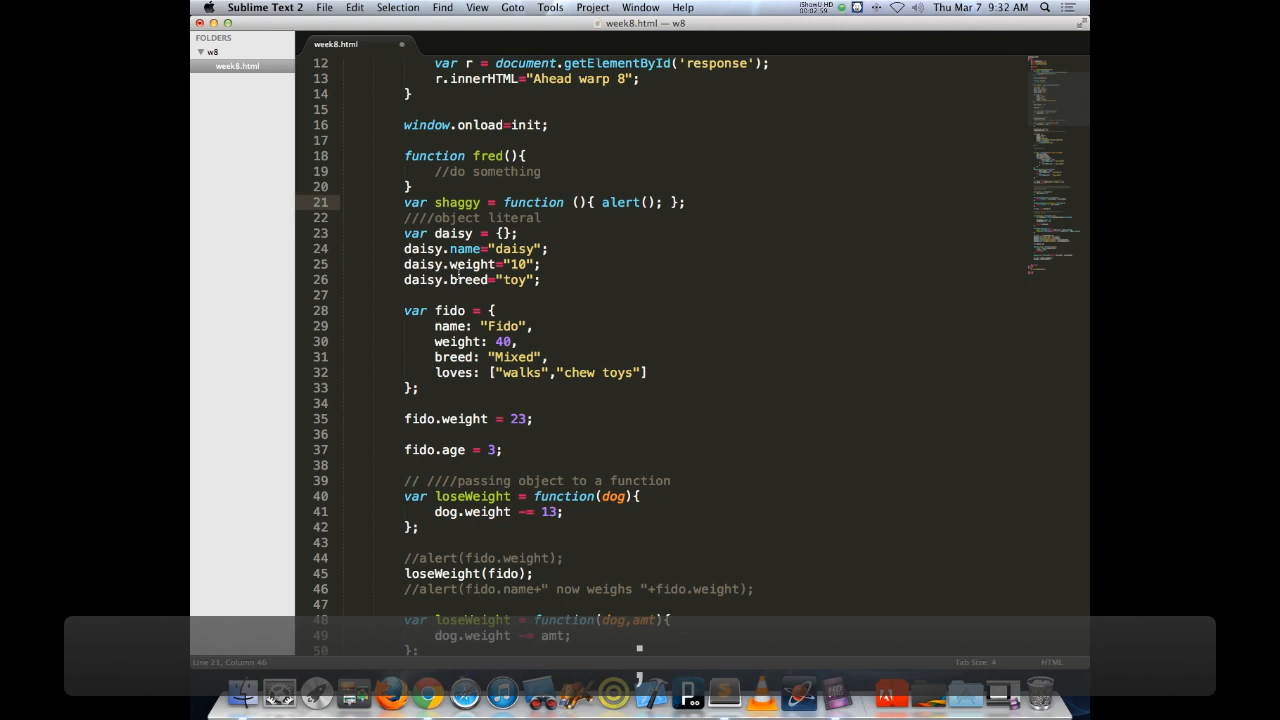 Sublime Text 2 File Edit Selection Find View Goto Tools Project Window Help iShowU HD 00:02:59 Thu Mar 7 9:32 AM
week8.html — w8
FOLDERS
w8
week8.html
week8.html
12 var r = document.getElementById('response');
13 r.innerHTML="Ahead warp 8";
14 }
15
16 window.onload=init;
17
18 function fred(){
19 //do something
20 }
21 var shaggy = function (){ alert(); };
22 ////object literal
23 var daisy = {};
24 daisy.name="daisy";
25 daisy.weight="10";
26 daisy.breed="toy";
27
28 var fido = {
29 name: "Fido",
30 weight: 40,
31 breed: "Mixed",
32 loves: ["walks","chew toys"]
33 };
34
35 fido.weight = 23;
36
37 fido.age = 3;
38
39 // ////passing object to a function
40 var loseWeight = function(dog){
41 dog.weight -= 13;
42 };
43
44 //alert(fido.weight);
45 loseWeight(fido);
46 //alert(fido.name+" now weighs "+fido.weight);
47
48 var loseWeight = function(dog,amt){
49 dog.weight -= amt;
50 };
;
Line 21, Column 46 Tab Size: 4 HTML